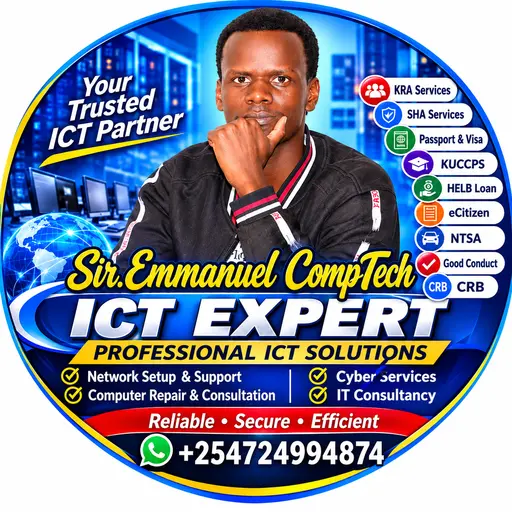 Your
Trusted
ICT Partner
KRA Services
SHA Services
Passport & Visa
KUCCPS
HELB Loan
eCitizen
NTSA
Good Conduct
CRB CRB
Sir.Emmanuel CompTech
ICT EXPERT
PROFESSIONAL ICT SOLUTIONS
Network Setup & Support
Cyber Services
Computer Repair & Consultation
IT Consultancy
Reliable • Secure • Efficient
+254724994874